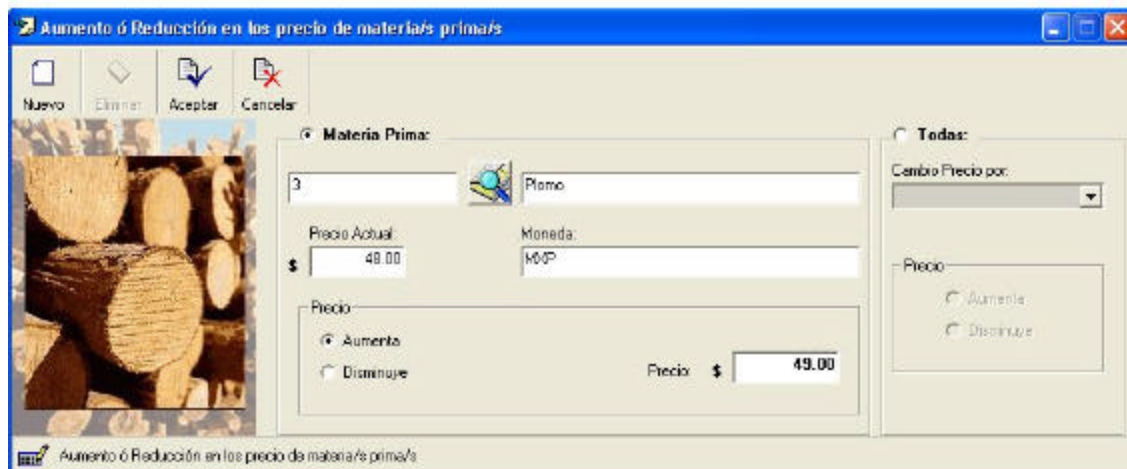 Aumento ó Reducción en los precio de materia/s prima/s
Nuevo Eliminar Aceptar Cancelar
Materia Prima:
Todas:
3 Plomo
Cambio Precio por:
Precio Actual: Moneda:
$ 48.00 MXP
Precio
Aumenta
Disminuye
Precio: $ 49.00
Precio
Aumenta
Disminuye
Aumento ó Reducción en los precio de materia/s prima/s